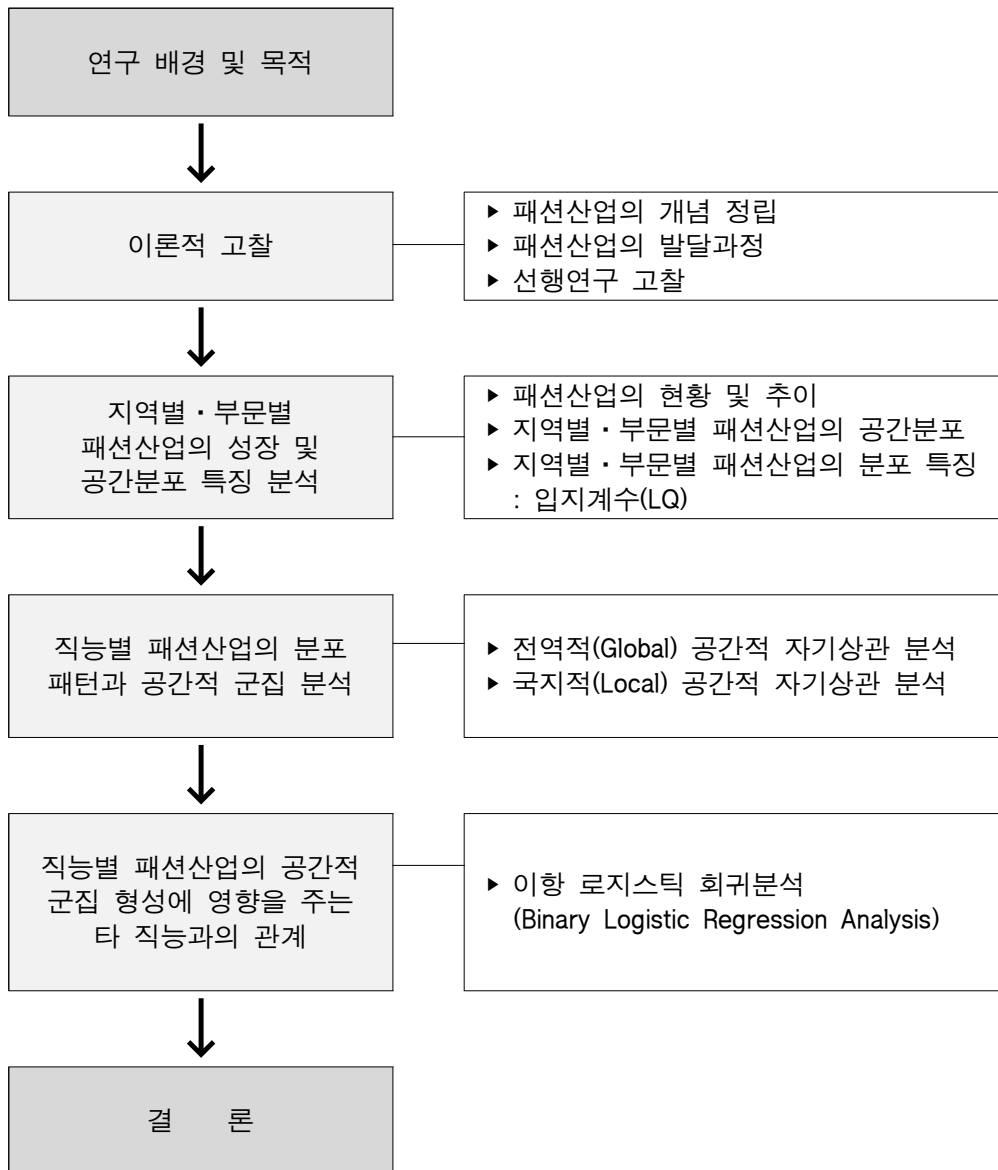 연구 배경 및 목적
이론적 고찰
▶ 패션산업의 개념 정립
▶ 패션산업의 발달과정
▶ 선행연구 고찰
지역별·부문별
패션산업의 성장 및
공간분포 특징 분석
▶ 패션산업의 현황 및 추이
▶ 지역별·부문별 패션산업의 공간분포
▶ 지역별·부문별 패션산업의 분포 특징
: 입지계수(LQ)
직능별 패션산업의 분포
패턴과 공간적 군집 분석
▶ 전역적(Global) 공간적 자기상관 분석
▶ 국지적(Local) 공간적 자기상관 분석
직능별 패션산업의 공간적
군집 형성에 영향을 주는
타 직능과의 관계
▶ 이항 로지스틱 회귀분석
(Binary Logistic Regression Analysis)
결 론